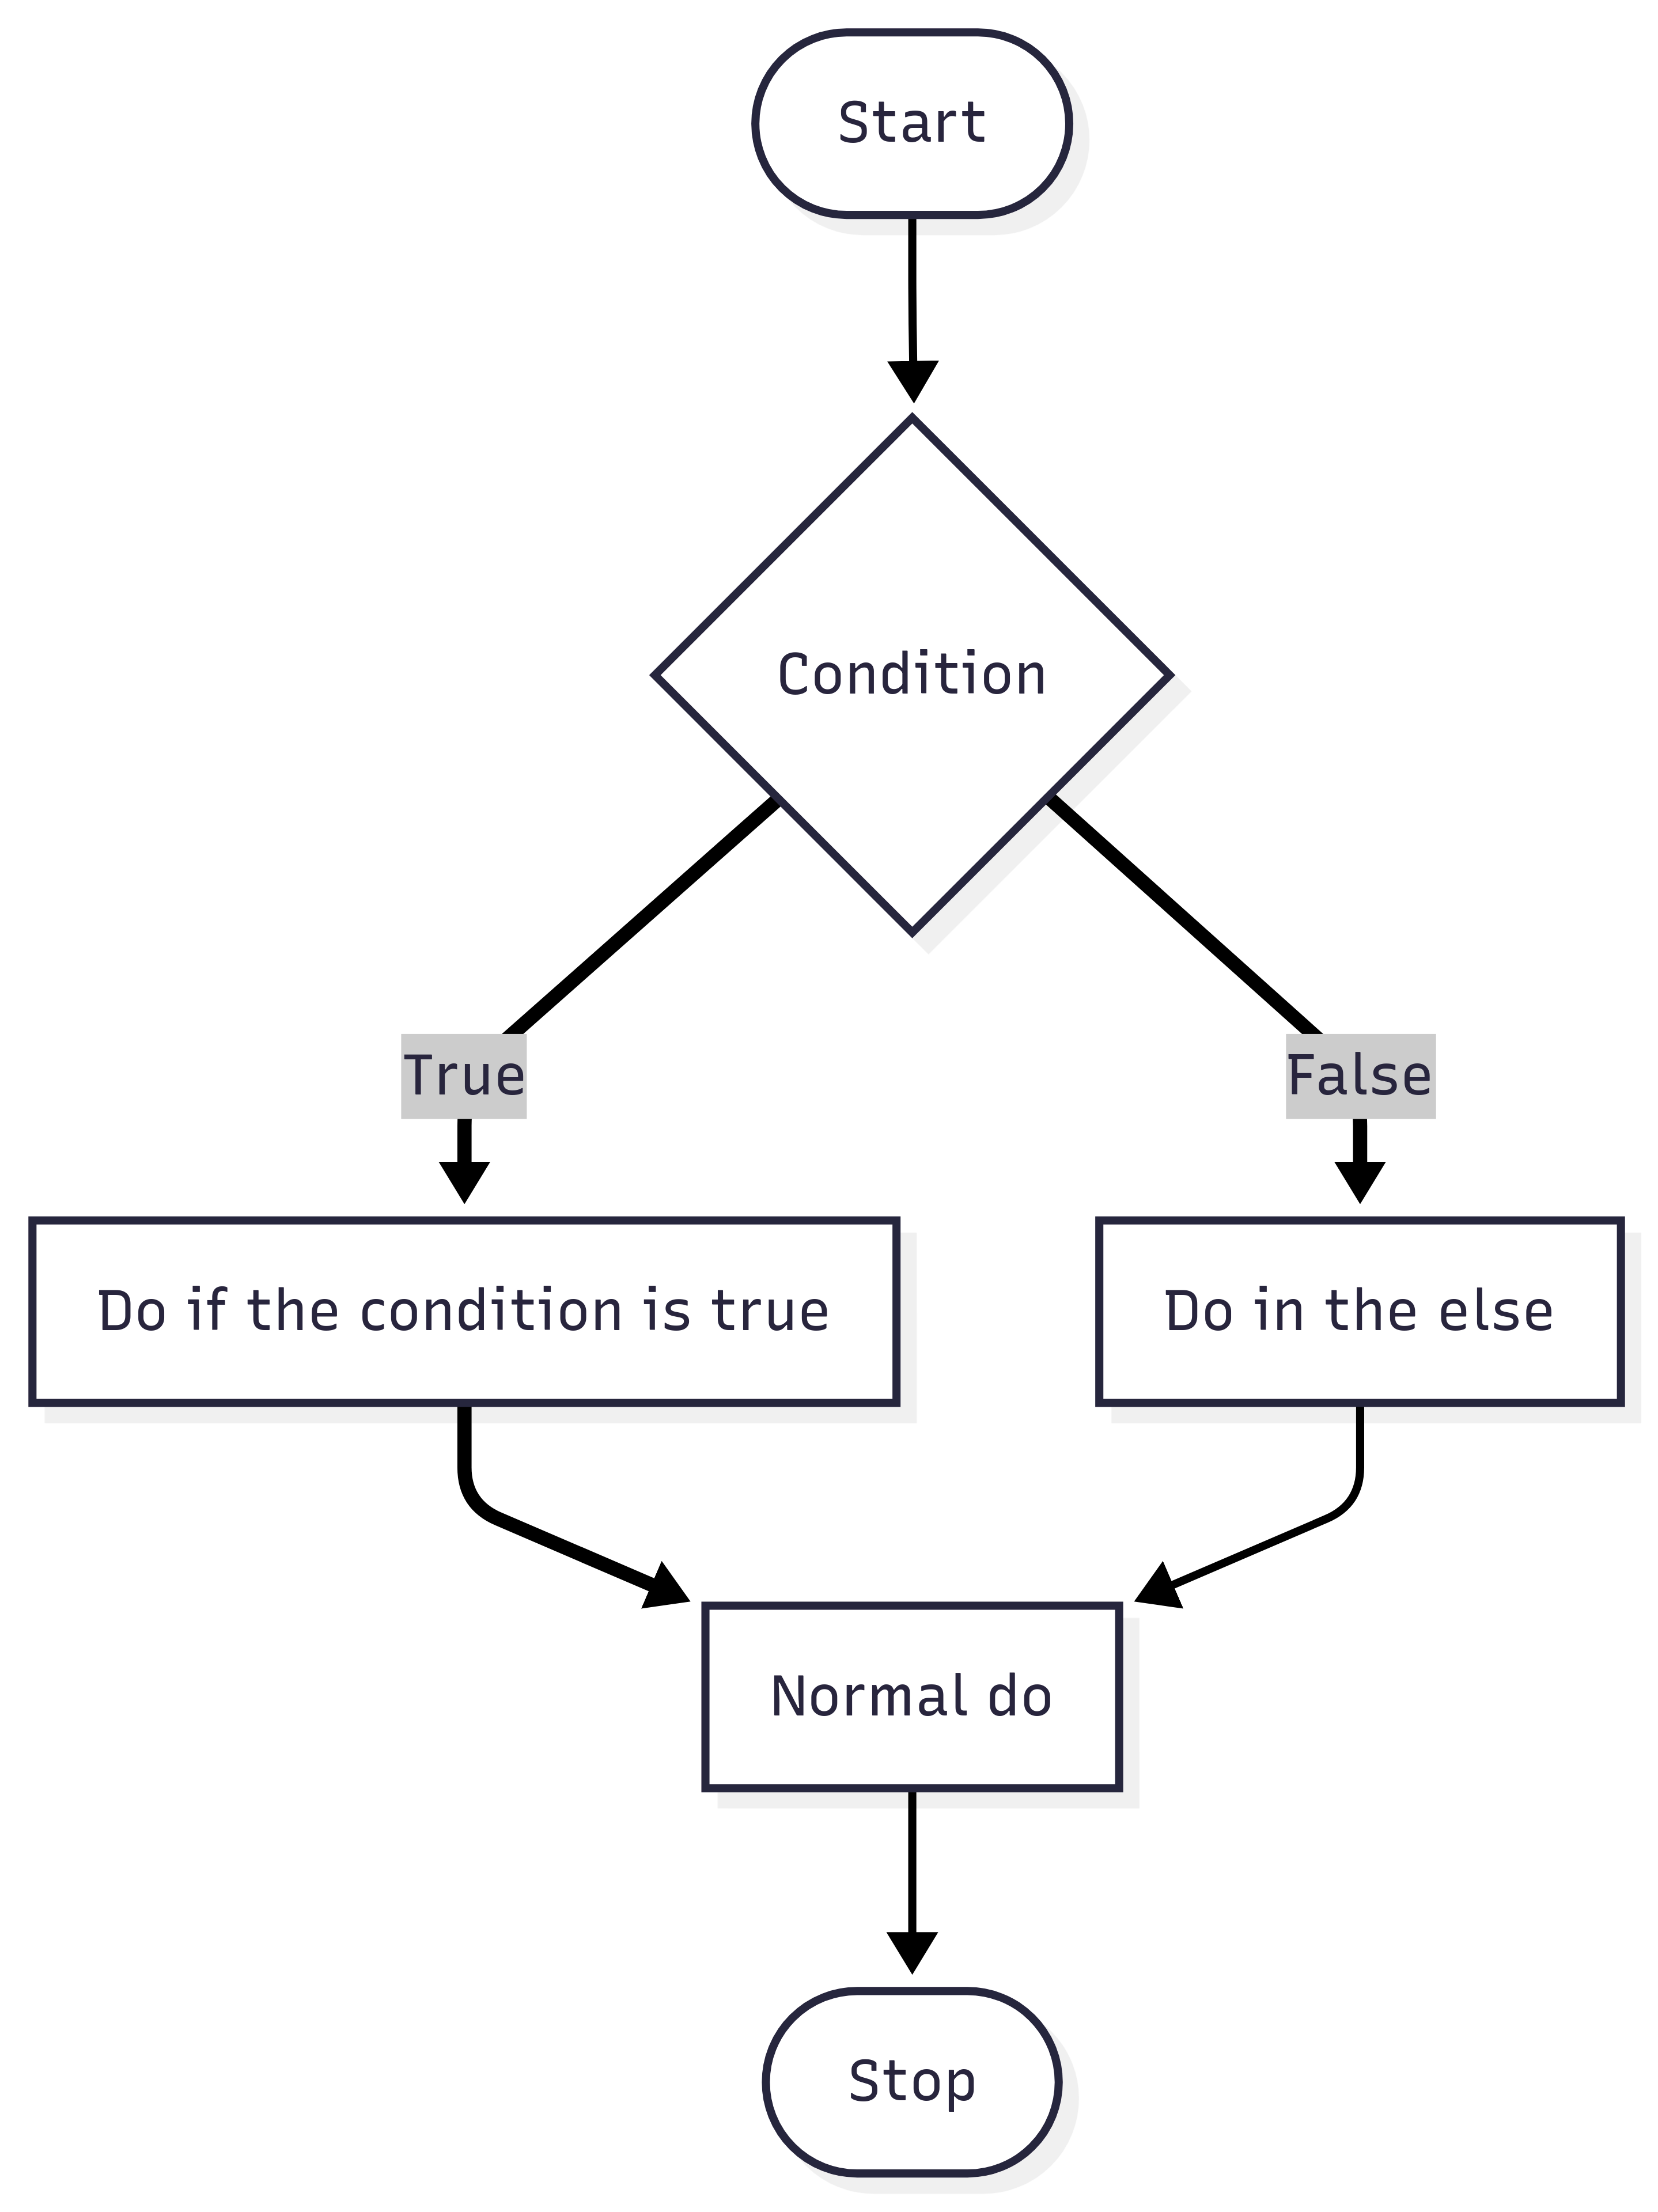 Start
Condition
True
False
Do if the condition is true
Do in the else
Normal do
Stop